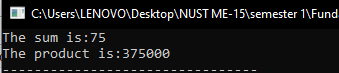 C:\Users\LENOVO\Desktop\NUST ME-15\semester 1\Fund
The sum is:75
The product is:375000
--------------------------------